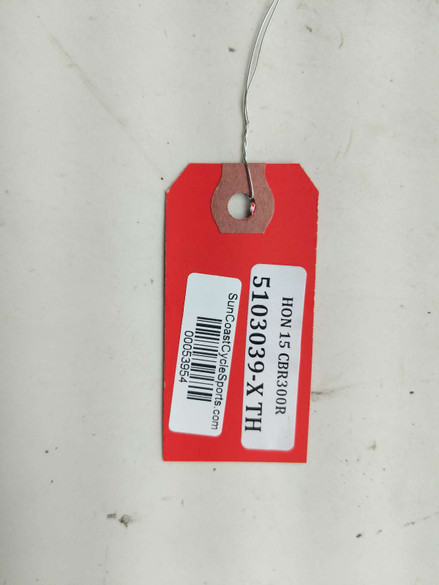 HON 15 CBR300R
5103039-X TH
SunCoastCycleSports.com
00053954